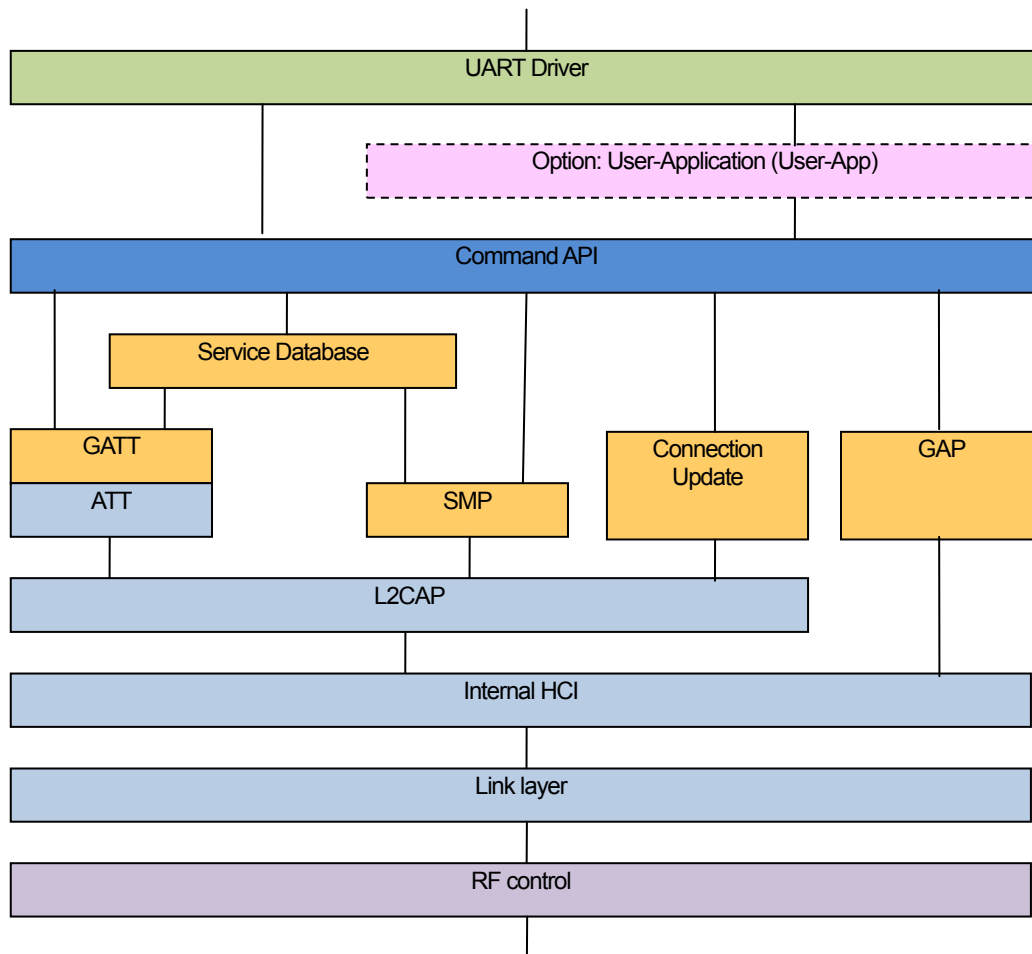 UART Driver
Option: User-Application (User-App)
Command API
Service Database
GATT
Connection
Update
GAP
ATT
SMP
L2CAP
Internal HCI
Link layer
RF control